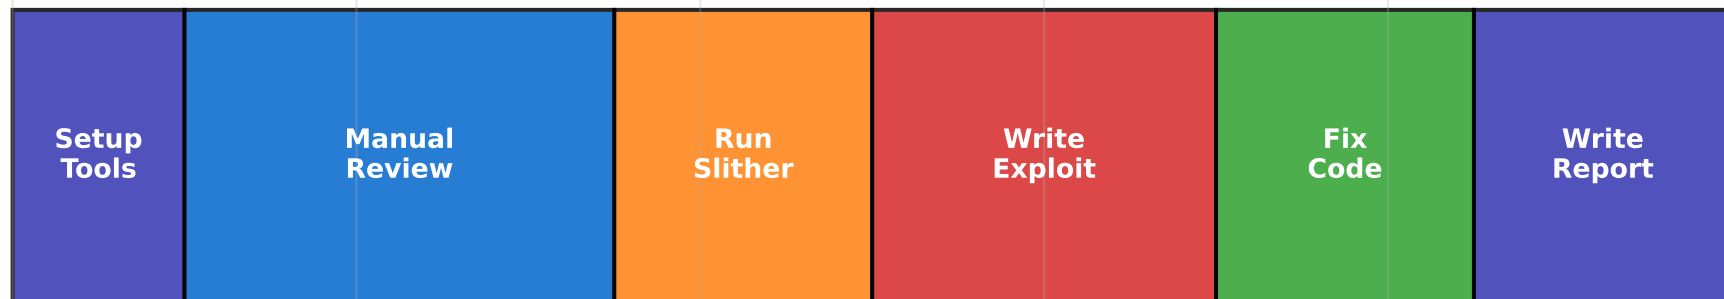 Setup
Tools
Manual
Review
Run
Slither
Write
Exploit
Fix
Code
Write
Report